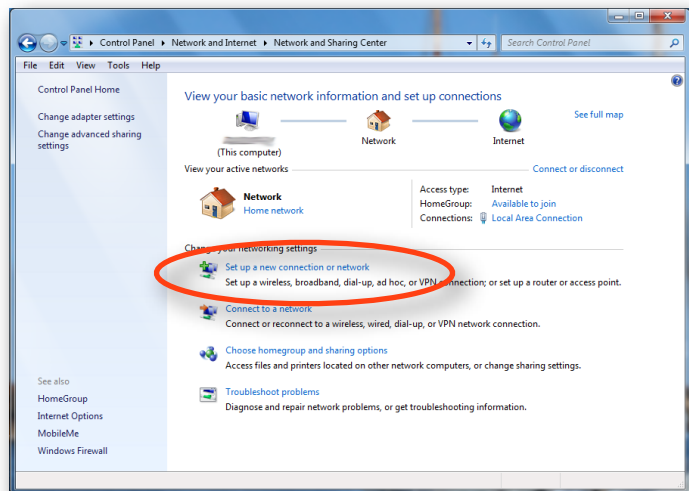 Control Panel ▸ Network and Internet ▸ Network and Sharing Center
Search Control Panel
File Edit View Tools Help
Control Panel Home
Change adapter settings
Change advanced sharing
settings
See also
HomeGroup
Internet Options
MobileMe
Windows Firewall
View your basic network information and set up connections
See full map
(This computer)
Network
Internet
View your active networks
Connect or disconnect
Network
Home network
Access type: Internet
HomeGroup: Available to join
Connections: Local Area Connection
Change your networking settings
Set up a new connection or network
Set up a wireless, broadband, dial-up, ad hoc, or VPN connection; or set up a router or access point.
Connect to a network
Connect or reconnect to a wireless, wired, dial-up, or VPN network connection.
Choose homegroup and sharing options
Access files and printers located on other network computers, or change sharing settings.
Troubleshoot problems
Diagnose and repair network problems, or get troubleshooting information.